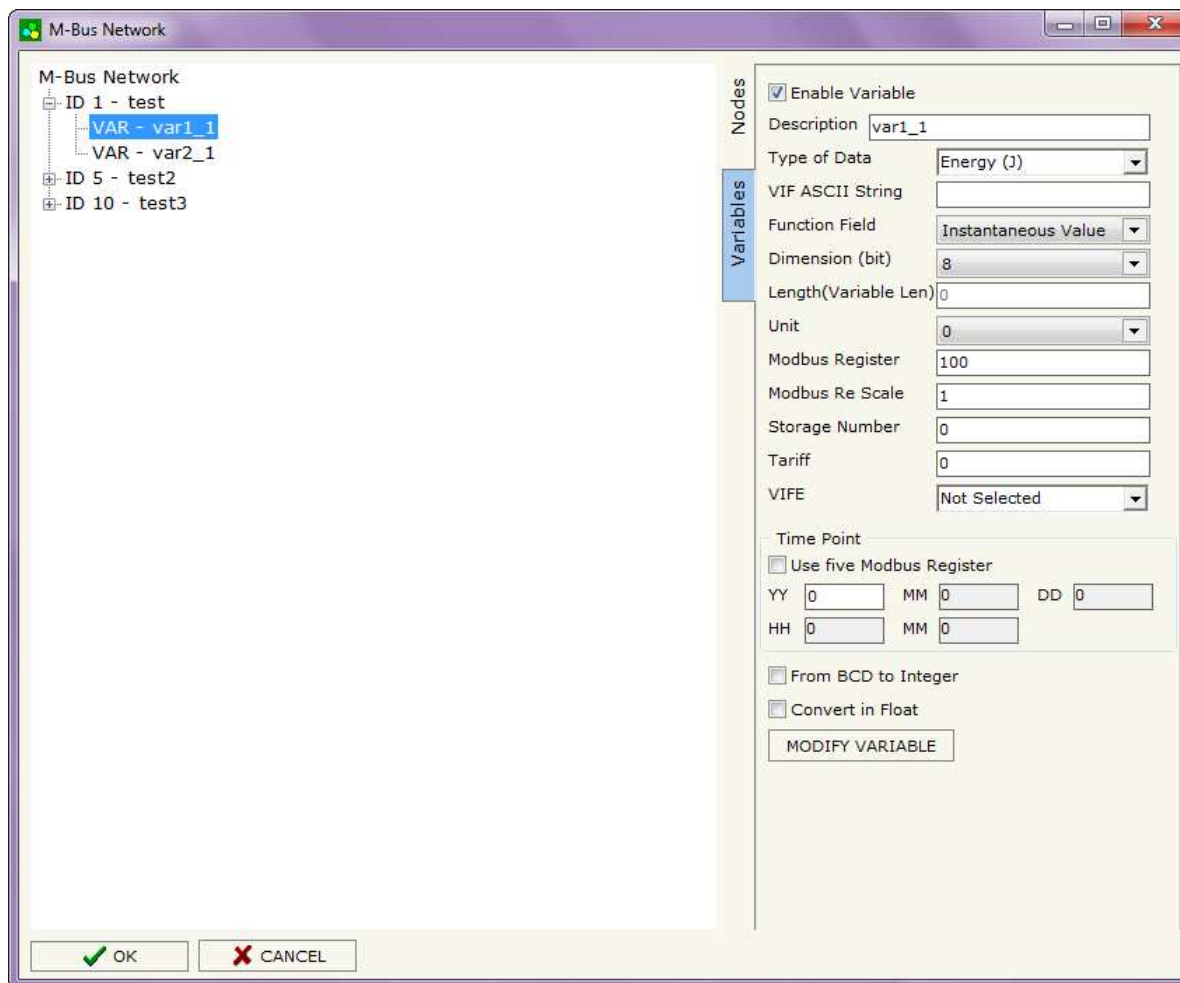 M-Bus Network
M-Bus Network
ID 1 - test
VAR - var1_1
VAR - var2_1
ID 5 - test2
ID 10 - test3
Nodes
Variables
Enable Variable
Description var1_1
Type of Data Energy (J)
VIF ASCII String
Function Field Instantaneous Value
Dimension (bit) 8
Length(Variable Len) 0
Unit 0
Modbus Register 100
Modbus Re Scale 1
Storage Number 0
Tariff 0
VIFE Not Selected
Time Point
Use five Modbus Register
YY 0 MM 0 DD 0
HH 0 MM 0
From BCD to Integer
Convert in Float
MODIFY VARIABLE
OK CANCEL